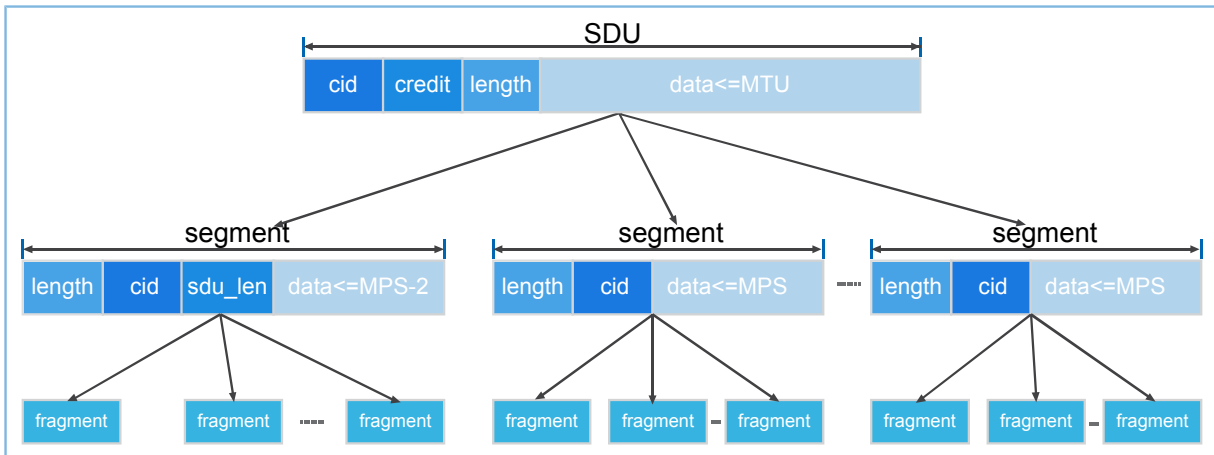 SDU
cid credit length data<=MTU
segment segment segment
length cid sdu_len data<=MPS-2 length cid data<=MPS length cid data<=MPS
fragment fragment fragment fragment fragment fragment fragment fragment fragment